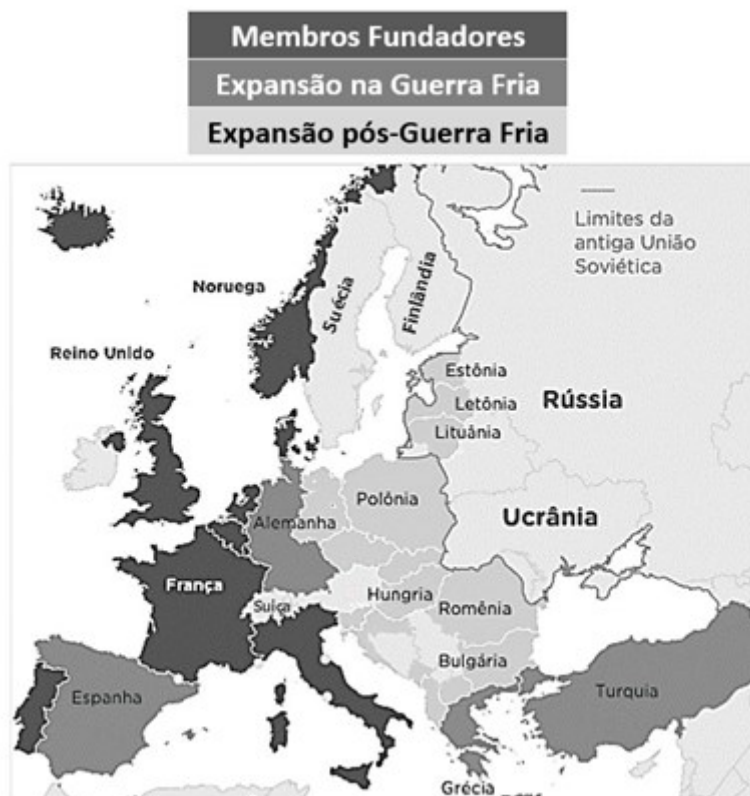 Membros Fundadores
Expansão na Guerra Fria
Expansão pós-Guerra Fria
Limites da
antiga União
Soviética
Noruega
Suécia
Finlândia
Reino Unido
Estônia
Letônia
Lituânia
Rússia
Polônia
Alemanha
Ucrânia
França
Suíça
Hungria
Romênia
Bulgária
Espanha
Turquia
Grécia